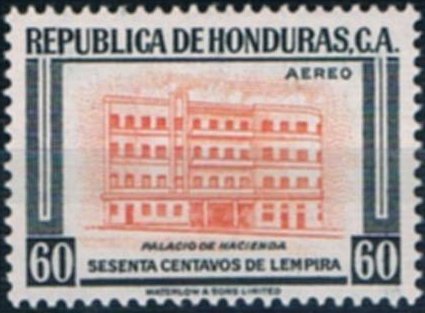 REPUBLICA DE HONDURAS, C.A.
AEREO
PALACIO DE HACIENDA
60 SESENTA CENTAVOS DE LEMPIRA 60
WATERLOW & SONS LIMITED